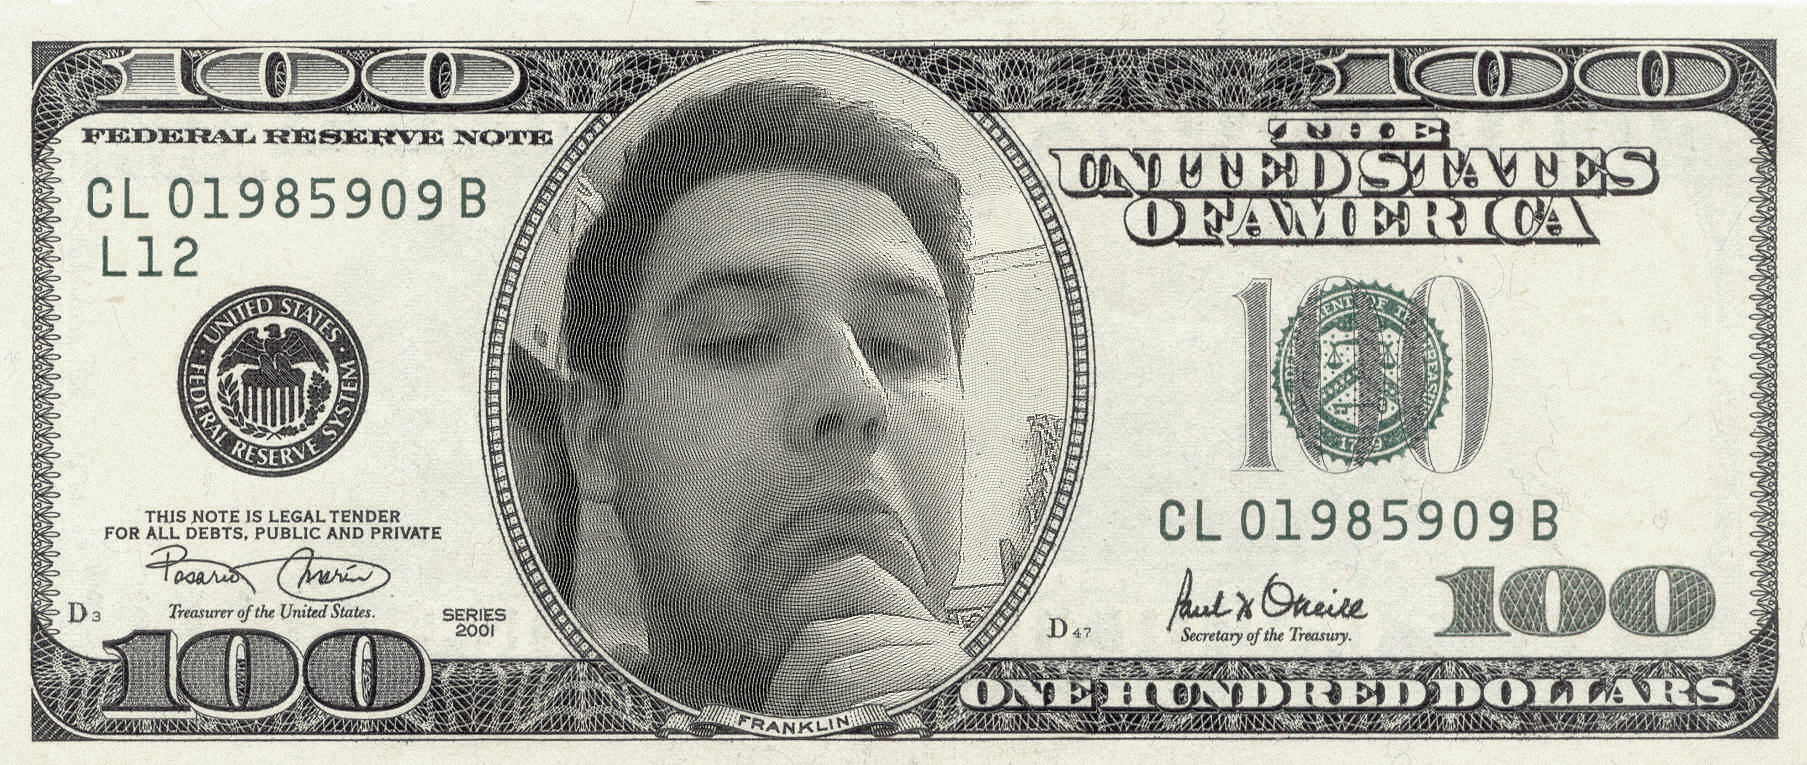 100
100
FEDERAL RESERVE NOTE
THE
UNITED STATES
OF AMERICA
CL 01985909 B
L12
UNITED STATES
FEDERAL RESERVE SYSTEM
100
1789
THIS NOTE IS LEGAL TENDER
FOR ALL DEBTS, PUBLIC AND PRIVATE
CL 01985909 B
Rosario Marin
Treasurer of the United States.
D3
SERIES
2001
D47
Paul H O'Neill
Secretary of the Treasury.
100
100
FRANKLIN
ONE HUNDRED DOLLARS